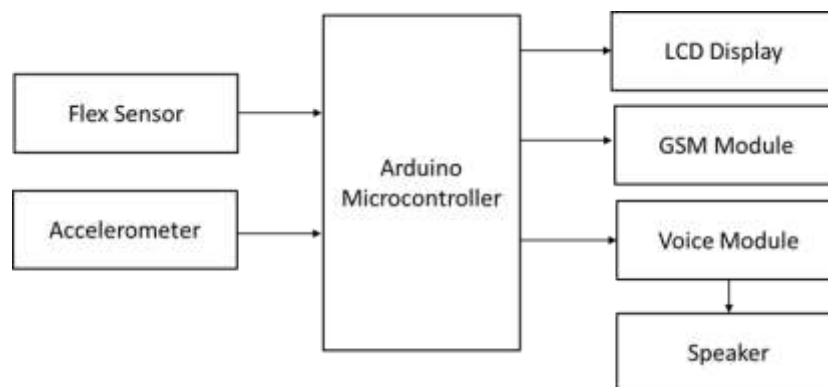 Flex Sensor
Accelerometer
Arduino
Microcontroller
LCD Display
GSM Module
Voice Module
Speaker